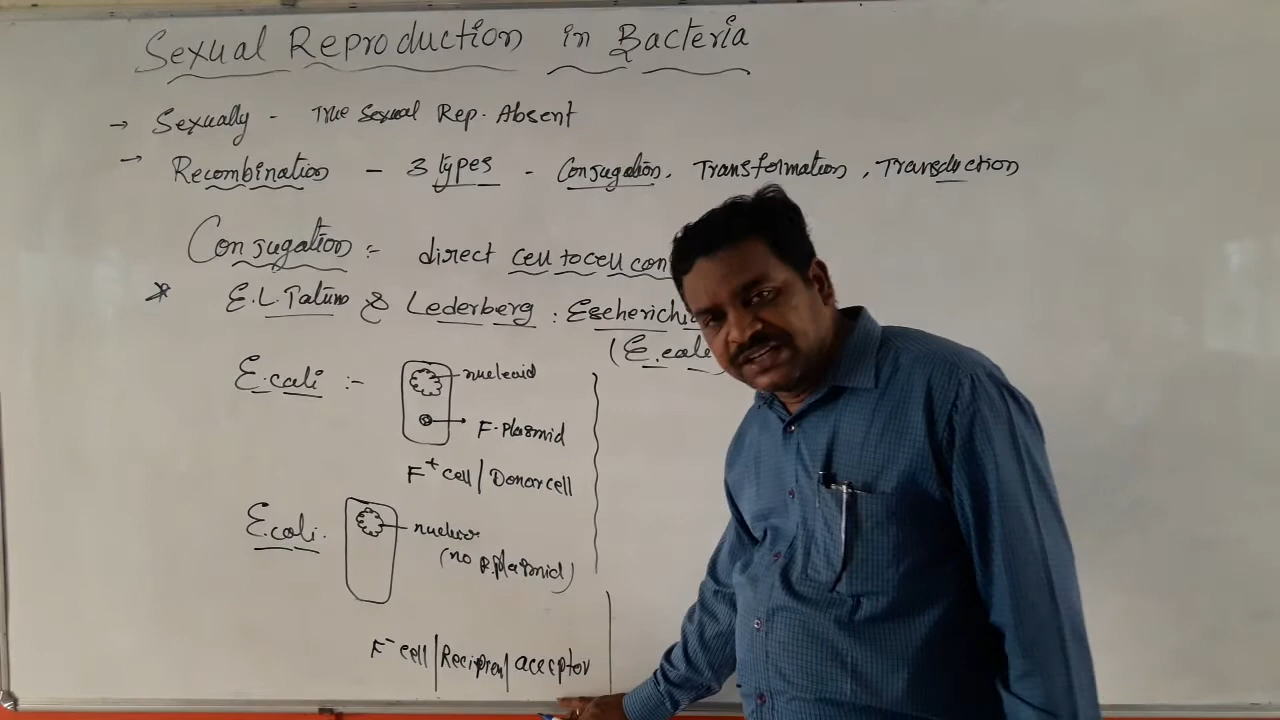 Sexual Reproduction in Bacteria
→ Sexually - True Sexual Rep. Absent
→ Recombination - 3 types - Conjugation, Transformation, Transduction
Conjugation :- direct cell to cell con
* E.L. Tatum & Lederberg : Escherichi
(E.coli
E.coli :- nucleoid
F-plasmid
F+ cell / Donor cell
E.coli.
(no F.plasmid)
F- cell / Recipient / acceptor